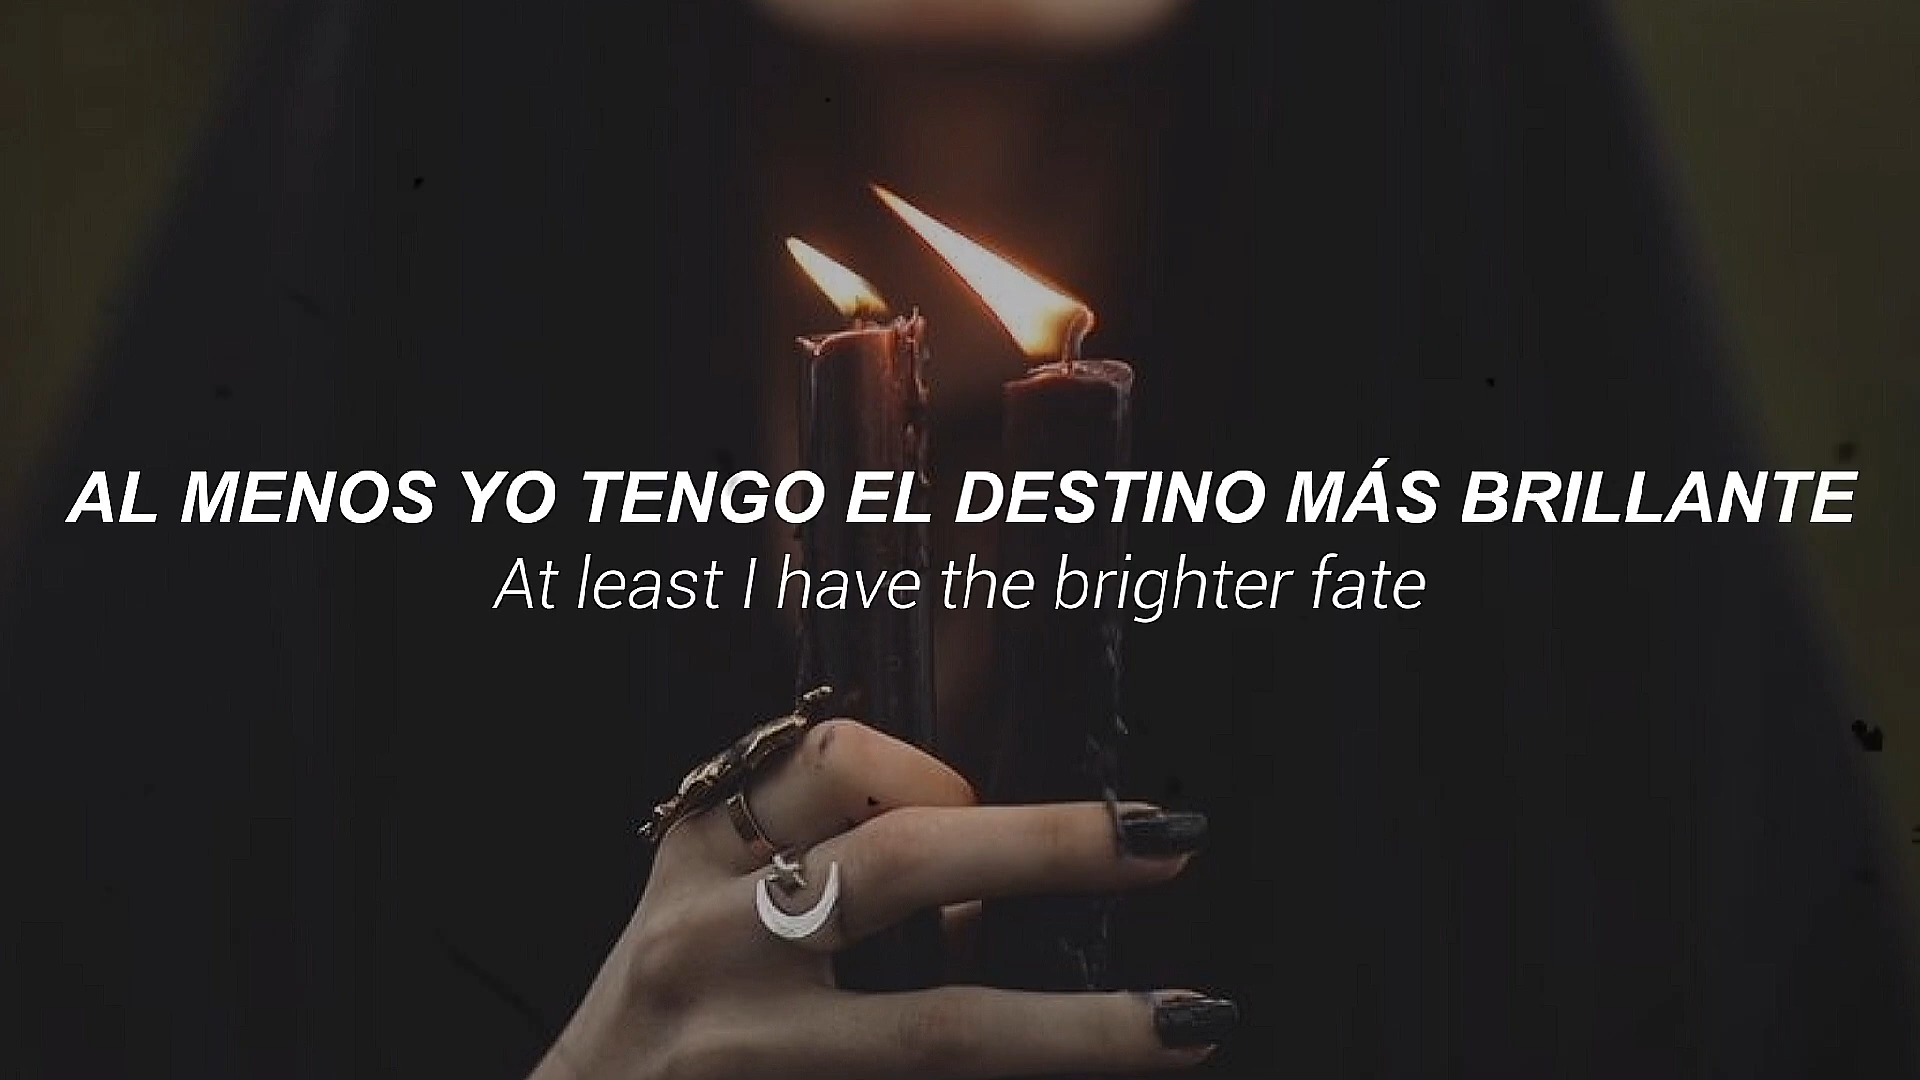 AL MENOS YO TENGO EL DESTINO MÁS BRILLANTE
At least I have the brighter fate